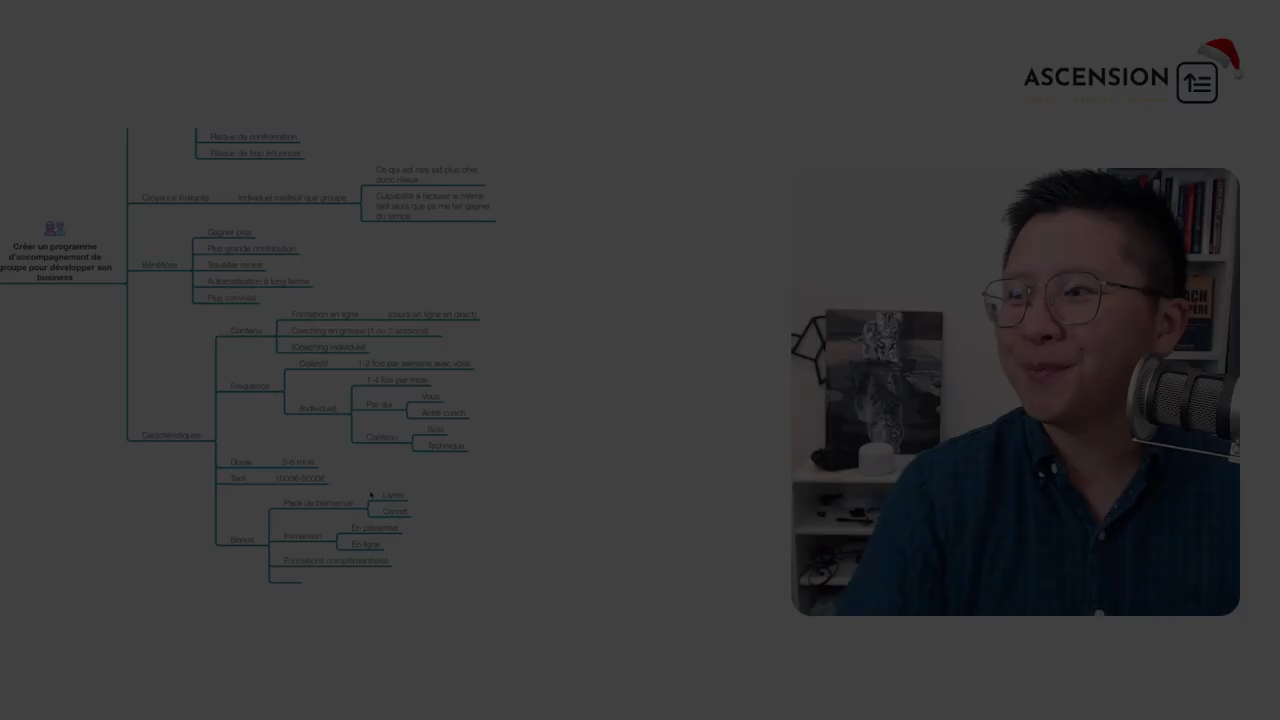 ASCENSION
Risque de confrontation
Risque de trop influencer
Ce qui est rare est plus cher,
donc mieux
Croyance limitante
Individuel meilleur que groupe
Culpabilité à facturer le même
tarif alors que ça me fait gagner
du temps
Créer un programme
d'accompagnement de
groupe pour développer son
business
Gagner plus
Plus grande contribution
Bénéfices
Travailler moins
Automatisation à long terme
Plus convivial
Contenu
Formation en ligne
(cours en ligne en direct)
Coaching en groupe (1 ou 2 sessions)
(Coaching individuel)
Fréquence
Collectif
1-2 fois par semaine avec vous
(Individuel)
1-4 fois par mois
Par qui
Vous
Autre coach
Contenu
Suivi
Technique
Caractéristiques
Durée
3-6 mois
Tarif
1000€-5000€
Bonus
Pack de bienvenue
Livres
Carnet
Immersion
En présentiel
En ligne
Formations complémentaires